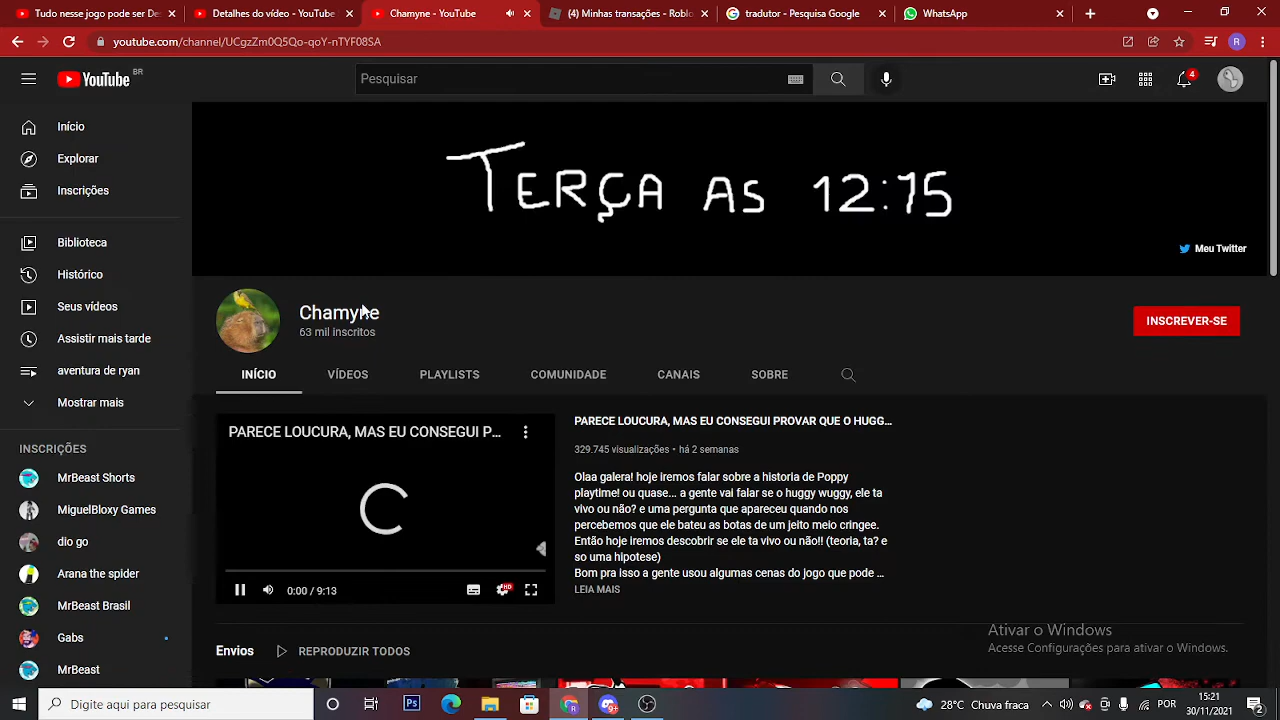 Tudo nesse jogo pode ser Des
Detalhes do vídeo - YouTube
Chamyne - YouTube
(4) Minhas transações - Roblo
tradutor - Pesquisa Google
WhatsApp
youtube.com/channel/UCgzZm0Q5Qo-qoY-nTYF08SA
R
YouTube BR
Pesquisar
4
Início
Explorar
Inscrições
Biblioteca
Histórico
Seus vídeos
Assistir mais tarde
aventura de ryan
Mostrar mais
INSCRIÇÕES
MrBeast Shorts
MiguelBloxy Games
dio go
Arana the spider
MrBeast Brasil
Gabs
MrBeast
TERÇA AS 12:15
Meu Twitter
Chamyne
63 mil inscritos
INSCREVER-SE
INÍCIO
VÍDEOS
PLAYLISTS
COMUNIDADE
CANAIS
SOBRE
PARECE LOUCURA, MAS EU CONSEGUI P...
0:00 / 9:13
HD
PARECE LOUCURA, MAS EU CONSEGUI PROVAR QUE O HUGG...
329.745 visualizações • há 2 semanas
Olaa galera! hoje iremos falar sobre a historia de Poppy
playtime! ou quase... a gente vai falar se o huggy wuggy, ele ta
vivo ou não? e uma pergunta que apareceu quando nos
percebemos que ele bateu as botas de um jeito meio cringee.
Então hoje iremos descobrir se ele ta vivo ou não!! (teoria, ta? e
so uma hipotese)
Bom pra isso a gente usou algumas cenas do jogo que pode ...
LEIA MAIS
Envios
REPRODUZIR TODOS
Ativar o Windows
Acesse Configurações para ativar o Windows.
Digite aqui para pesquisar
Ps
28°C Chuva fraca
POR
15:21
30/11/2021
2